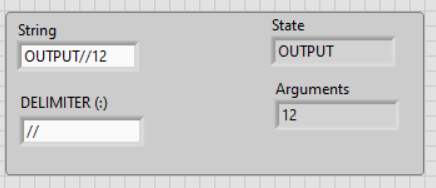 String
OUTPUT//12
DELIMITER (:)
//
State
OUTPUT
Arguments
12